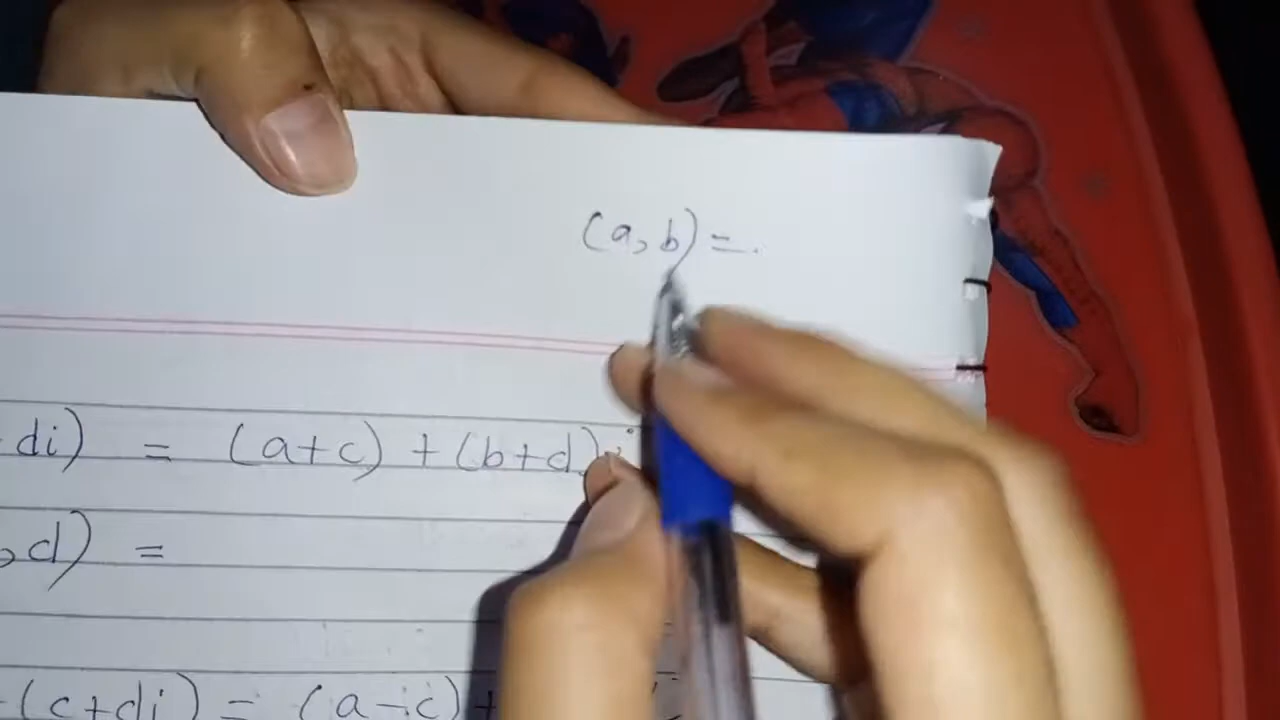 (a, b) =
di) = (a+c) + (b+d)i
,d) =
(c+di) = (a-c)+